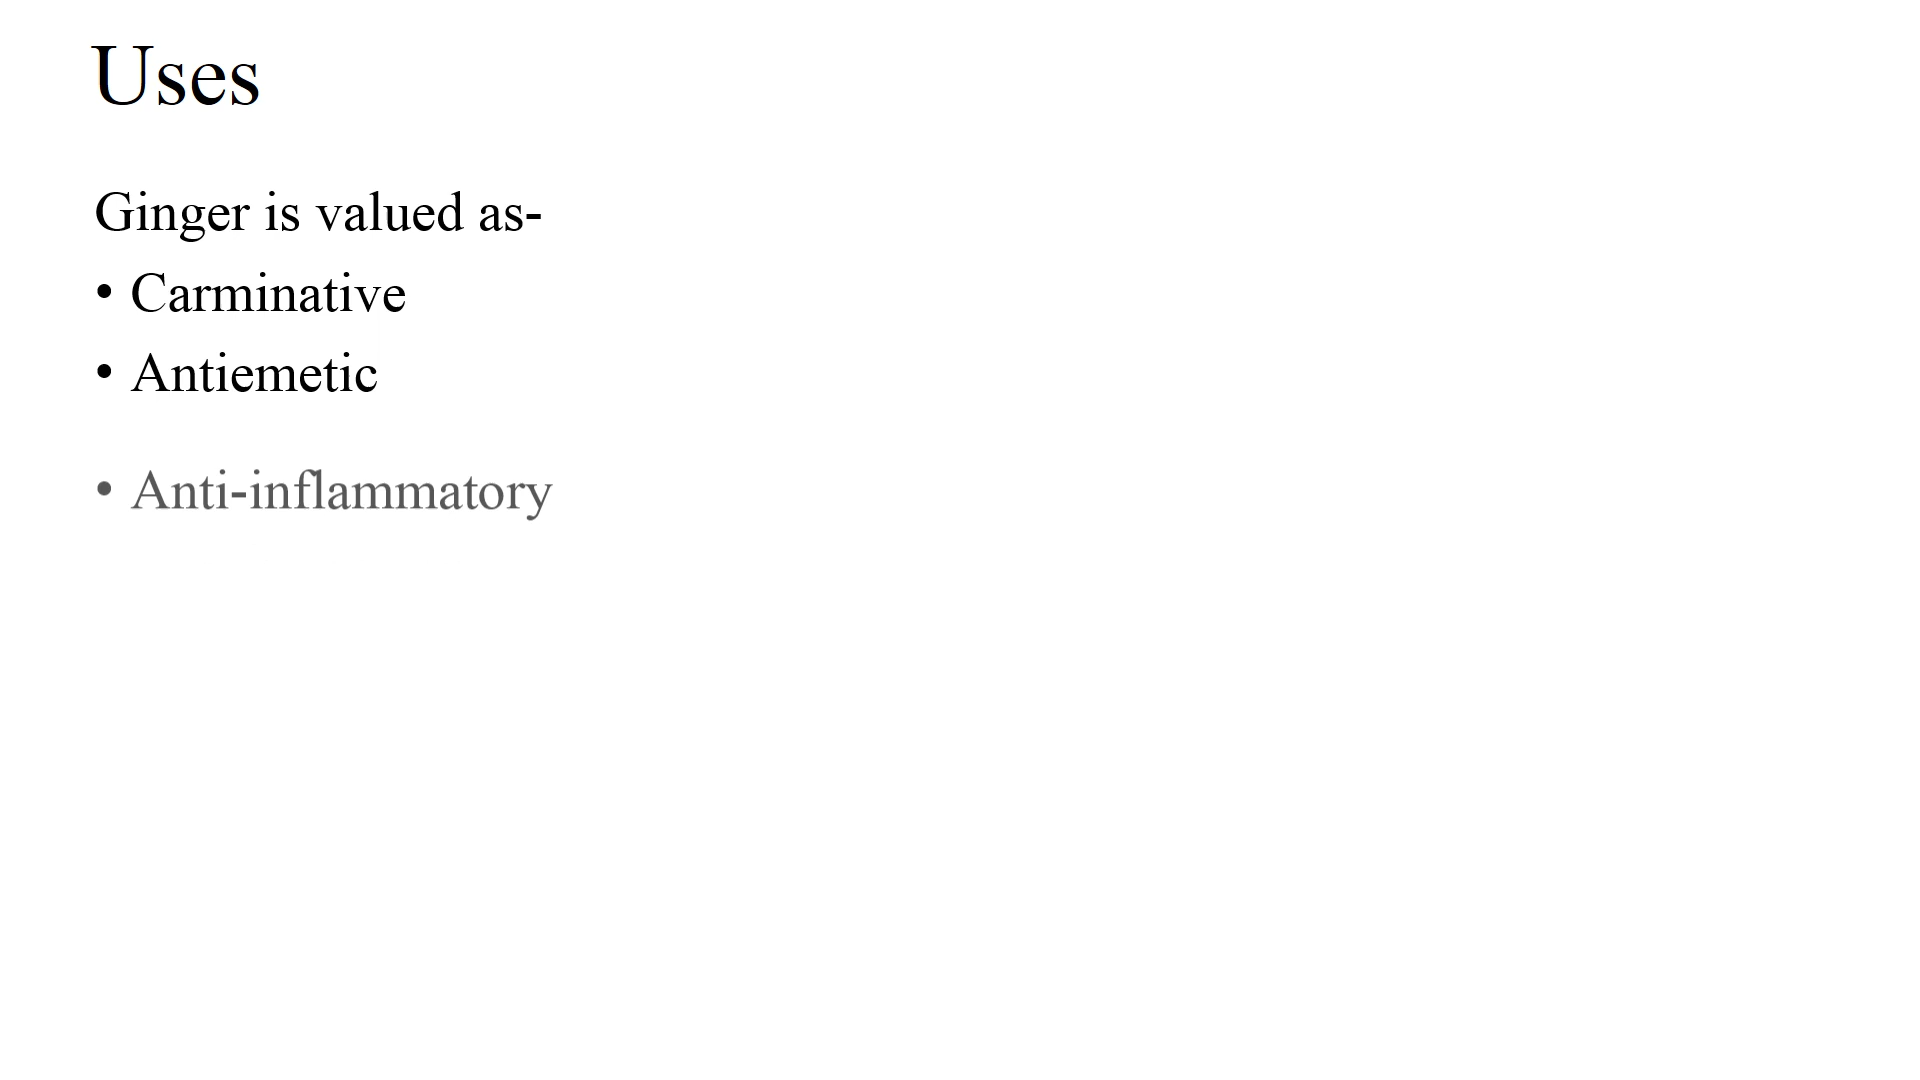 Uses
Ginger is valued as-
• Carminative
• Antiemetic
• Anti-inflammatory